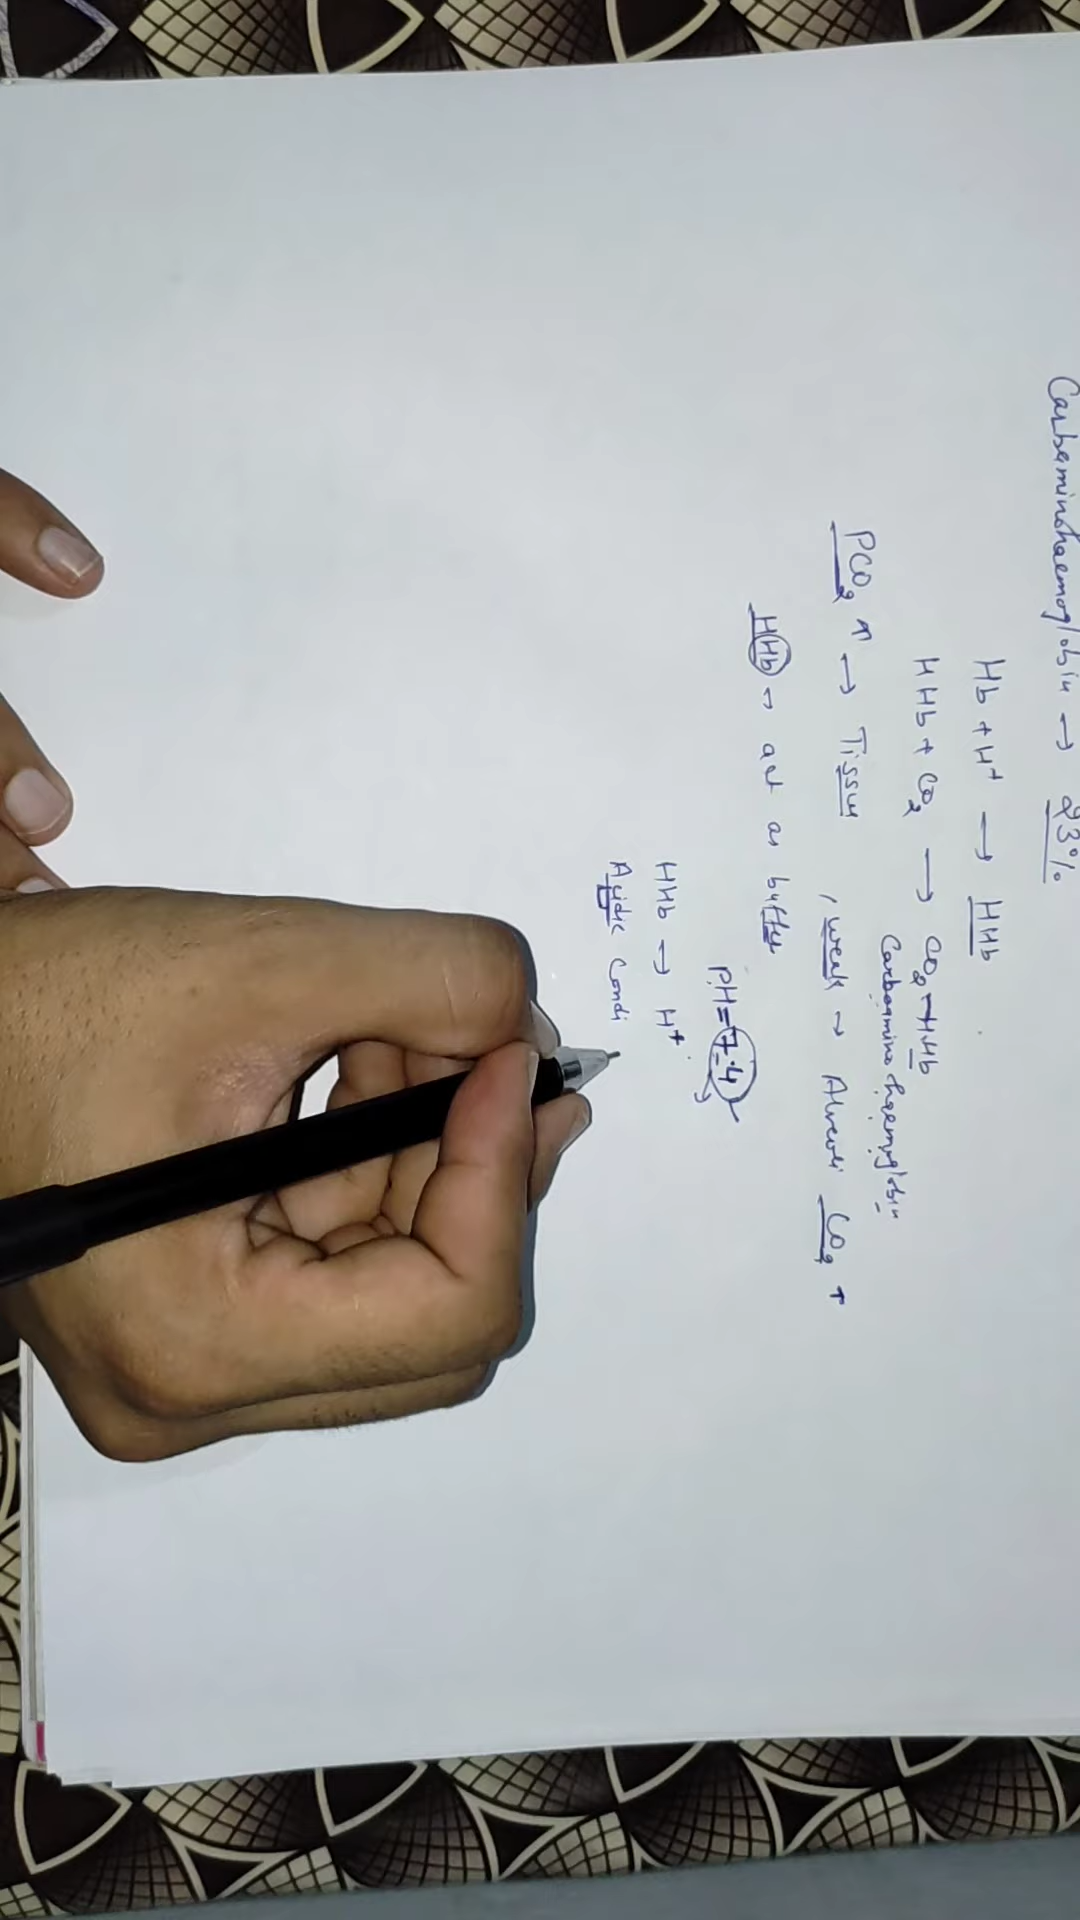 Carbaminohaemoglobin → 23%
Hb + H⁺ → HHb
HHb + CO₂ → CO₂-HHb
Carboamino haemoglobin
PCO₂ ↑ → Tissue
, weak → Alveoli CO₂ ↑
HHb → act as buffer
PH = 7.4
HHb → H⁺
Acidic Condi